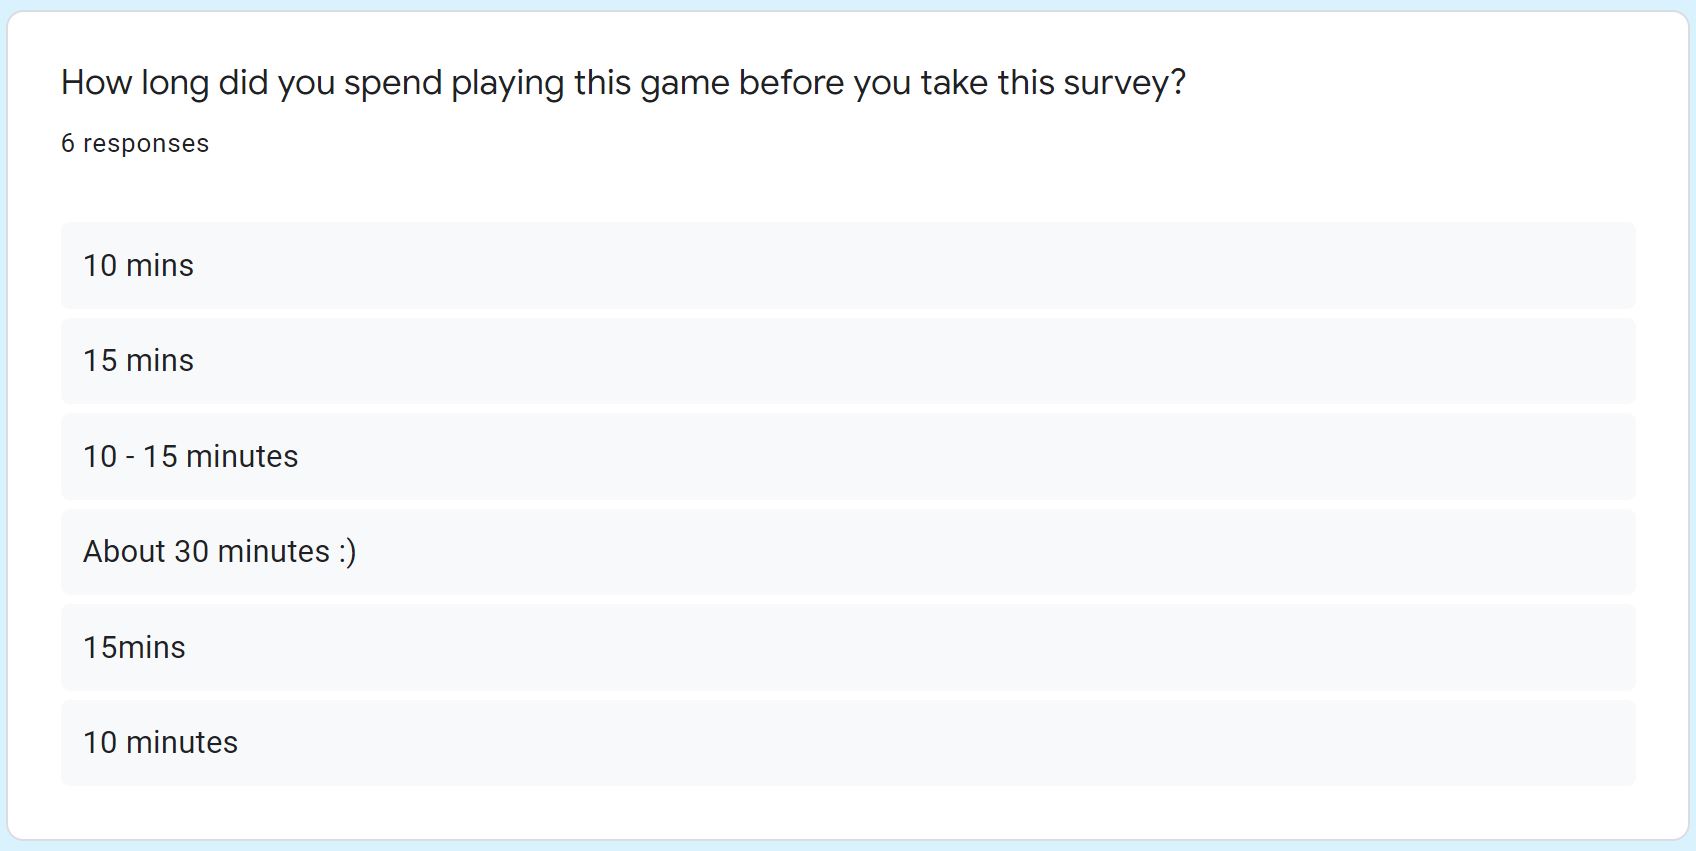 How long did you spend playing this game before you take this survey?
6 responses
10 mins
15 mins
10 - 15 minutes
About 30 minutes :)
15mins
10 minutes